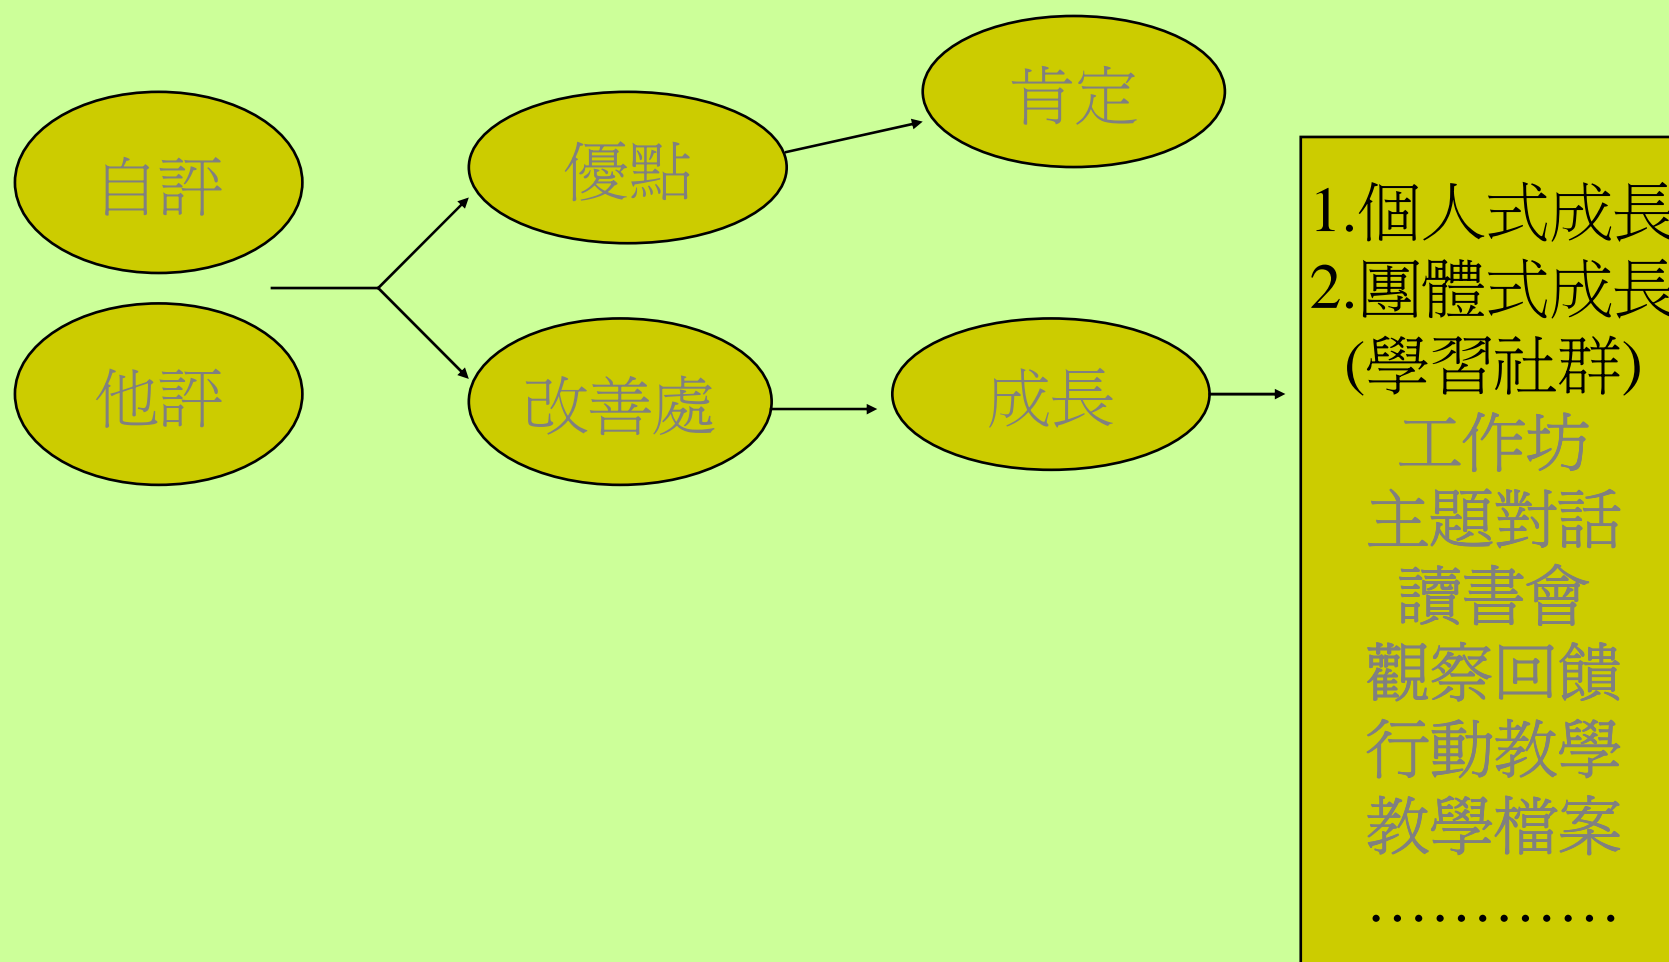 自評
他評
優點
改善處
肯定
成長
1.個人式成長
2.團體式成長
(學習社群)
工作坊
主題對話
讀書會
觀察回饋
行動教學
教學檔案
…………